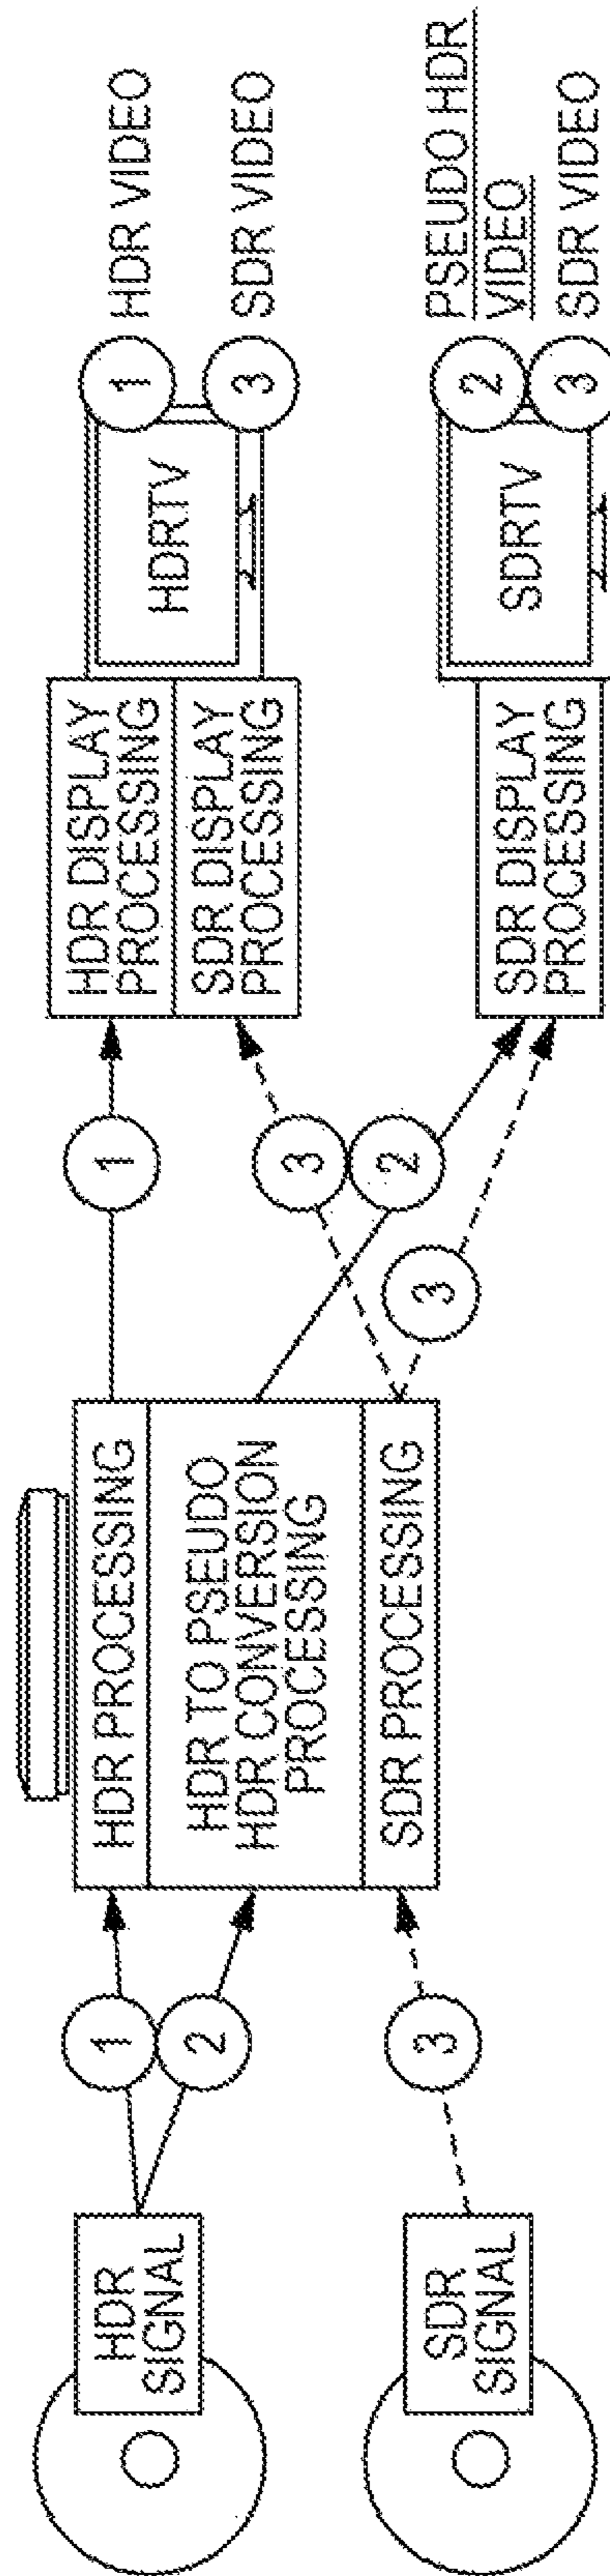 HDR
SIGNAL
SDR
SIGNAL
1
2
3
HDR PROCESSING
HDR TO PSEUDO
HDR CONVERSION
PROCESSING
SDR PROCESSING
1
3
2
3
HDR DISPLAY
PROCESSING
SDR DISPLAY
PROCESSING
SDR DISPLAY
PROCESSING
HDRTV
1
HDR VIDEO
3
SDR VIDEO
SDRTV
2
PSEUDO HDR
VIDEO
3
SDR VIDEO